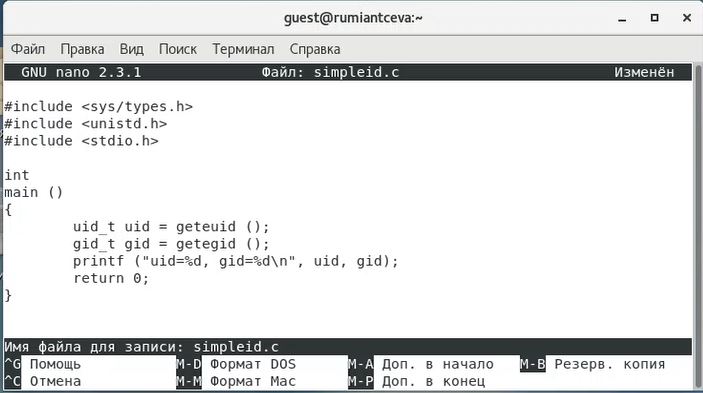 guest@rumiantceva:~
Файл Правка Вид Поиск Терминал Справка
GNU nano 2.3.1 Файл: simpleid.c Изменён
#include <sys/types.h>
#include <unistd.h>
#include <stdio.h>
int
main ()
{
uid_t uid = geteuid ();
gid_t gid = getegid ();
printf ("uid=%d, gid=%d\n", uid, gid);
return 0;
}
Имя файла для записи: simpleid.c
^G Помощь M-D Формат DOS M-A Доп. в начало M-B Резерв. копия
^C Отмена M-M Формат Mac M-P Доп. в конец